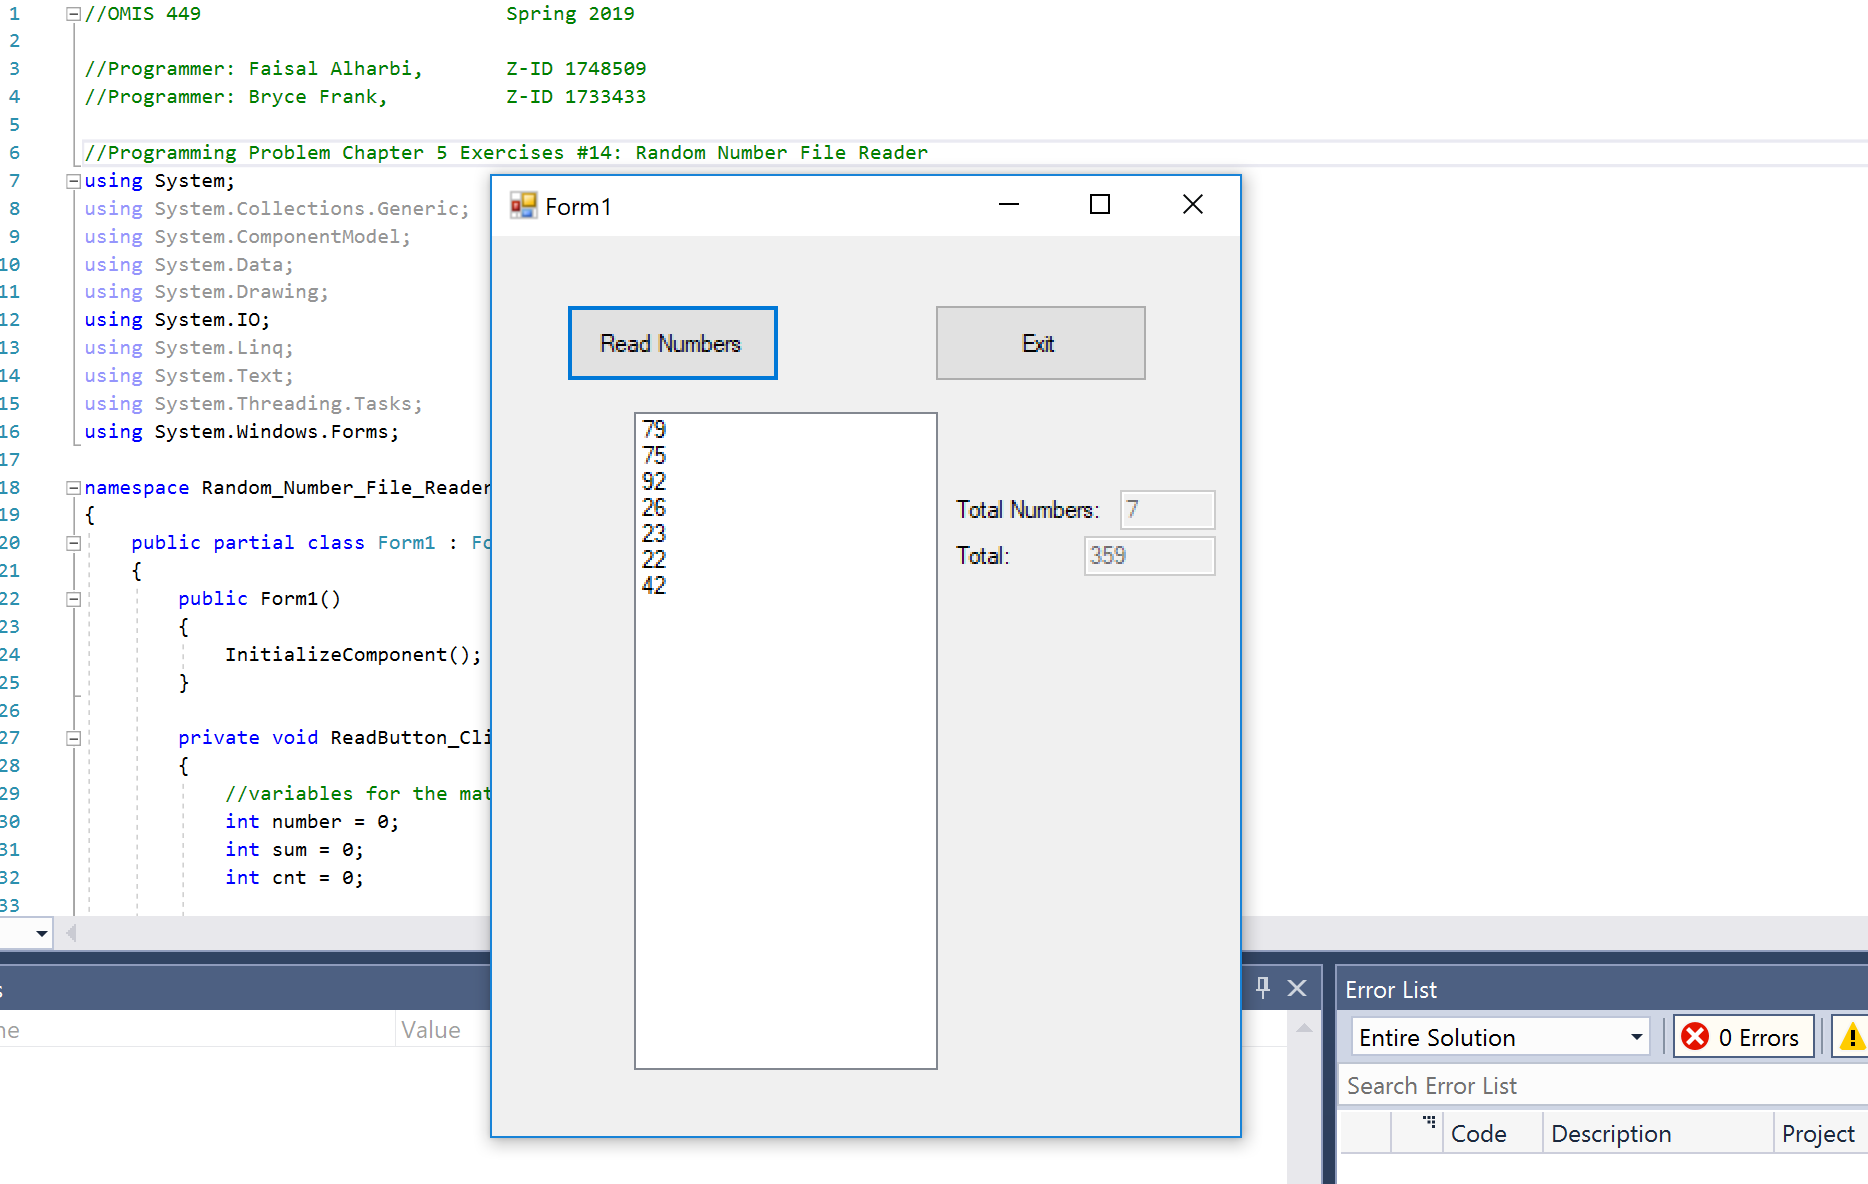 1 //OMIS 449 Spring 2019
2
3 //Programmer: Faisal Alharbi, Z-ID 1748509
4 //Programmer: Bryce Frank, Z-ID 1733433
5
6 //Programming Problem Chapter 5 Exercises #14: Random Number File Reader
7 using System;
8 using System.Collections.Generic;
9 using System.ComponentModel;
10 using System.Data;
11 using System.Drawing;
12 using System.IO;
13 using System.Linq;
14 using System.Text;
15 using System.Threading.Tasks;
16 using System.Windows.Forms;
17
18 namespace Random_Number_File_Reader
19 {
20 public partial class Form1 : Fo
21 {
22 public Form1()
23 {
24 InitializeComponent();
25 }
26
27 private void ReadButton_Cli
28 {
29 //variables for the mat
30 int number = 0;
31 int sum = 0;
32 int cnt = 0;
33
Form1
Read Numbers
Exit
79
75
92
26
23
22
42
Total Numbers: 7
Total: 359
s
ne
Value
Error List
Entire Solution
0 Errors
Search Error List
Code Description Project